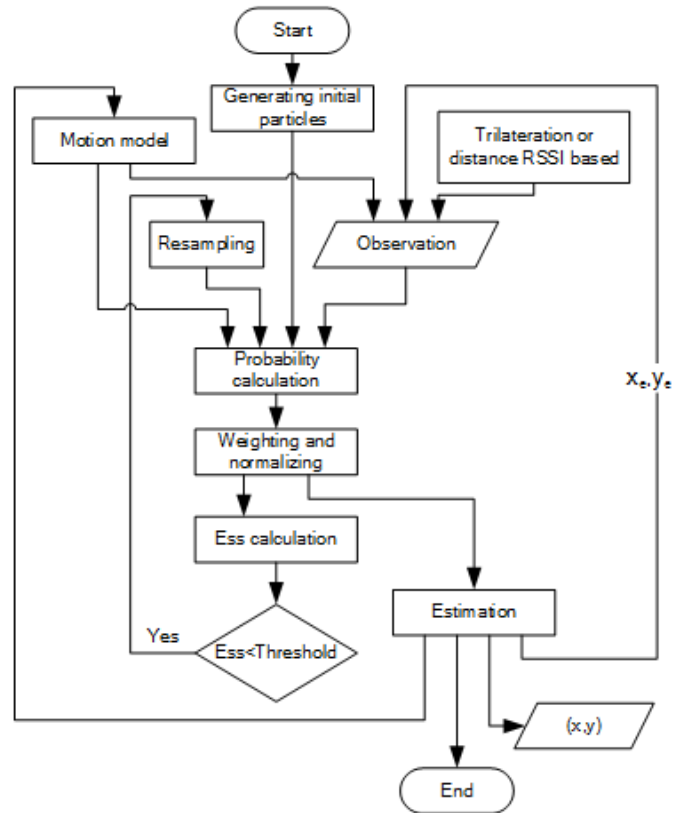 Start
Generating initial
particles
Motion model
Trilateration or
distance RSSI based
Resampling
Observation
Probability
calculation
xe,ye
Weighting and
normalizing
Ess calculation
Estimation
Yes
Ess<Threshold
(x,y)
End